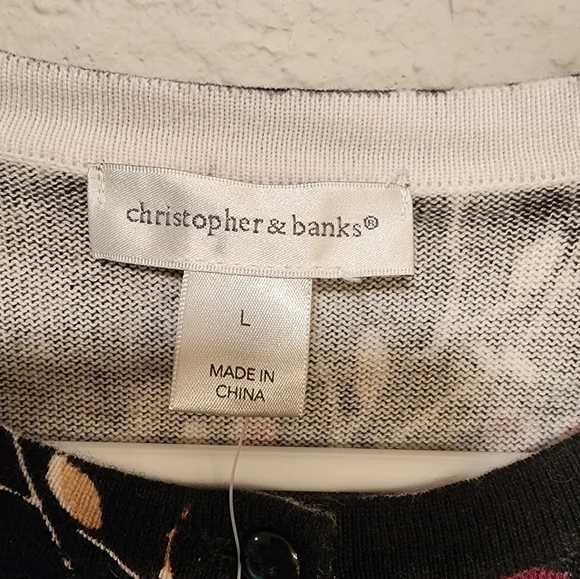 christopher & banks®
L
MADE IN
CHINA